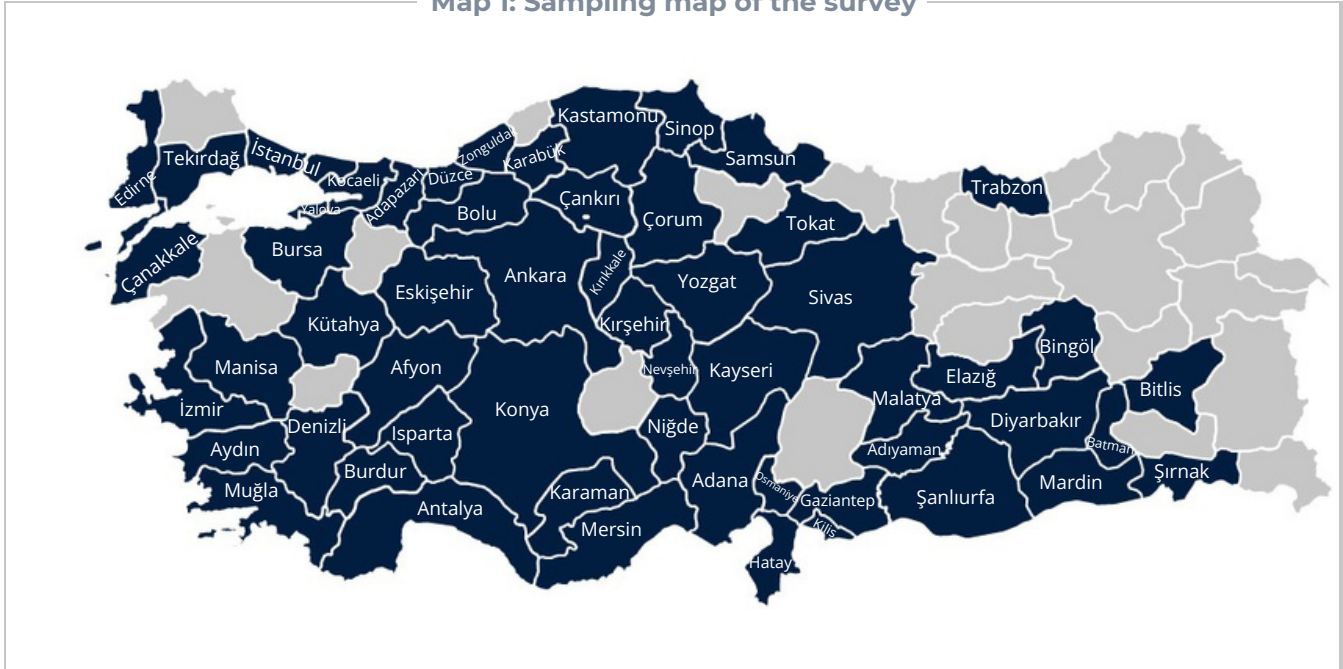 Map 1: Sampling map of the survey
Kastamonu
Sinop
Zonguldak
Karabük
Samsun
Tekirdağ
İstanbul
Kocaeli
Düzce
Edirne
Yalova
Adapazarı
Bolu
Çankırı
Çorum
Tokat
Trabzon
Çanakkale
Bursa
Ankara
Kırıkkale
Yozgat
Eskişehir
Sivas
Kütahya
Kırşehir
Bingöl
Manisa
Afyon
Nevşehir
Kayseri
Elazığ
Bitlis
İzmir
Denizli
Konya
Malatya
Isparta
Niğde
Diyarbakır
Aydın
Adıyaman
Batman
Burdur
Muğla
Karaman
Adana
Osmaniye
Gaziantep
Şanlıurfa
Mardin
Şırnak
Antalya
Mersin
Kilis
Hatay